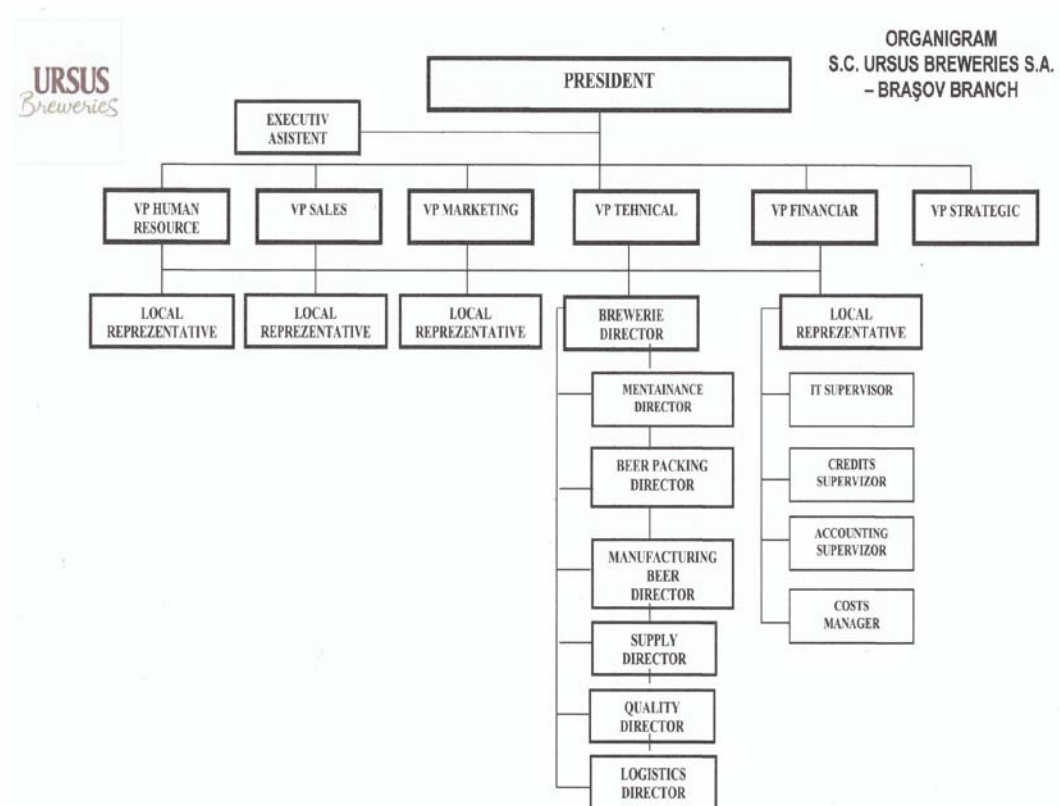 URSUS
Breweries
ORGANIGRAM
S.C. URSUS BREWERIES S.A.
– BRAŞOV BRANCH
PRESIDENT
EXECUTIV
ASISTENT
VP HUMAN
RESOURCE
VP SALES
VP MARKETING
VP TEHNICAL
VP FINANCIAR
VP STRATEGIC
LOCAL
REPREZENTATIVE
LOCAL
REPREZENTATIVE
LOCAL
REPREZENTATIVE
BREWERIE
DIRECTOR
LOCAL
REPREZENTATIVE
MENTAINANCE
DIRECTOR
BEER PACKING
DIRECTOR
MANUFACTURING
BEER
DIRECTOR
SUPPLY
DIRECTOR
QUALITY
DIRECTOR
LOGISTICS
DIRECTOR
IT SUPERVISOR
CREDITS
SUPERVIZOR
ACCOUNTING
SUPERVIZOR
COSTS
MANAGER